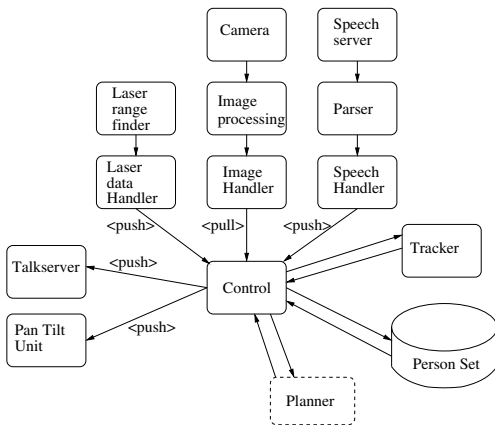 Camera
Speech
server
Laser
range
finder
Image
processing
Parser
Laser
data
Handler
Image
Handler
Speech
Handler
<push>
<pull>
<push>
Talkserver
<push>
Control
Tracker
Pan Tilt
Unit
<push>
Person Set
Planner